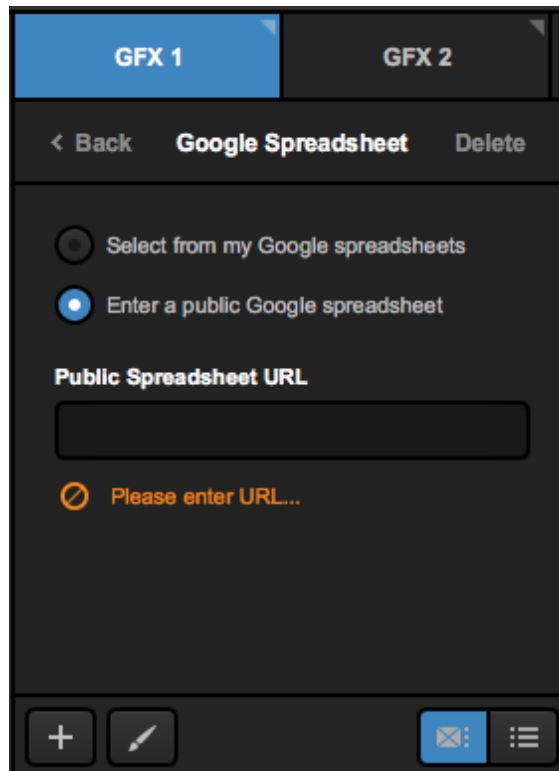 GFX 1
GFX 2
< Back Google Spreadsheet Delete
Select from my Google spreadsheets
Enter a public Google spreadsheet
Public Spreadsheet URL
Please enter URL...